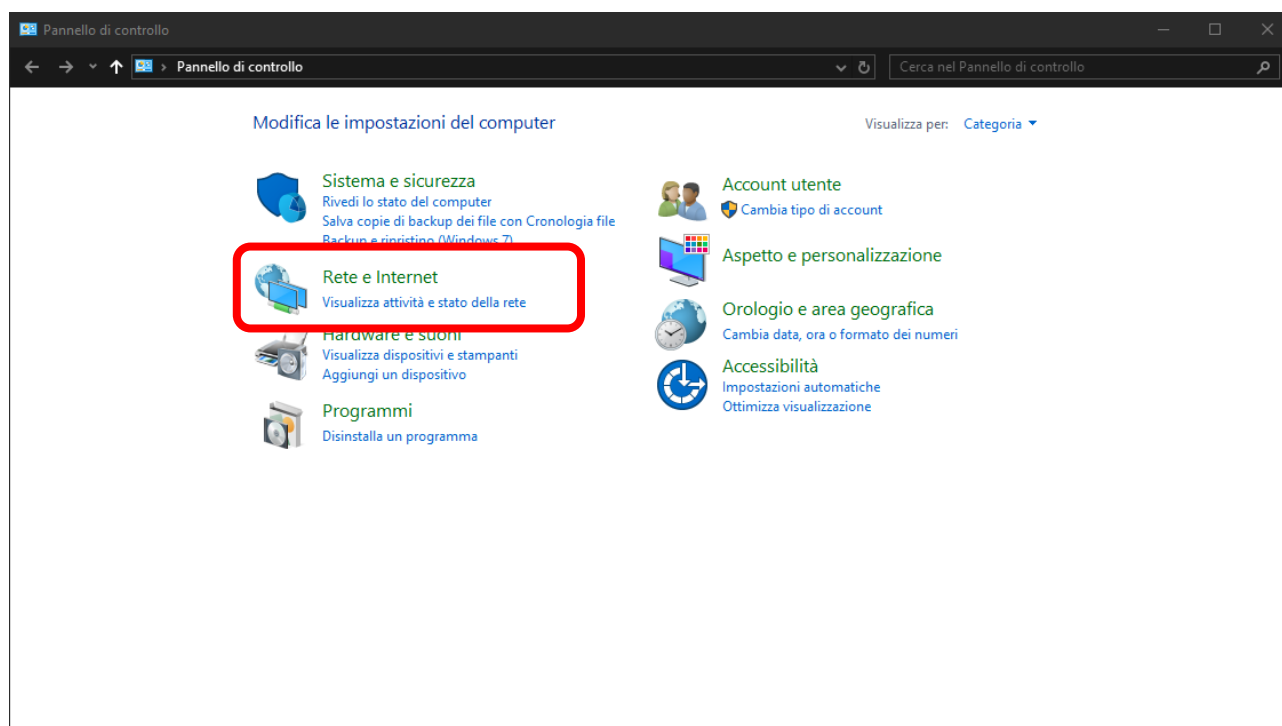 Pannello di controllo
Pannello di controllo
Cerca nel Pannello di controllo
Modifica le impostazioni del computer
Visualizza per: Categoria
Sistema e sicurezza
Rivedi lo stato del computer
Salva copie di backup dei file con Cronologia file
Backup e ripristino (Windows 7)
Rete e Internet
Visualizza attività e stato della rete
Hardware e suoni
Visualizza dispositivi e stampanti
Aggiungi un dispositivo
Programmi
Disinstalla un programma
Account utente
Cambia tipo di account
Aspetto e personalizzazione
Orologio e area geografica
Cambia data, ora o formato dei numeri
Accessibilità
Impostazioni automatiche
Ottimizza visualizzazione